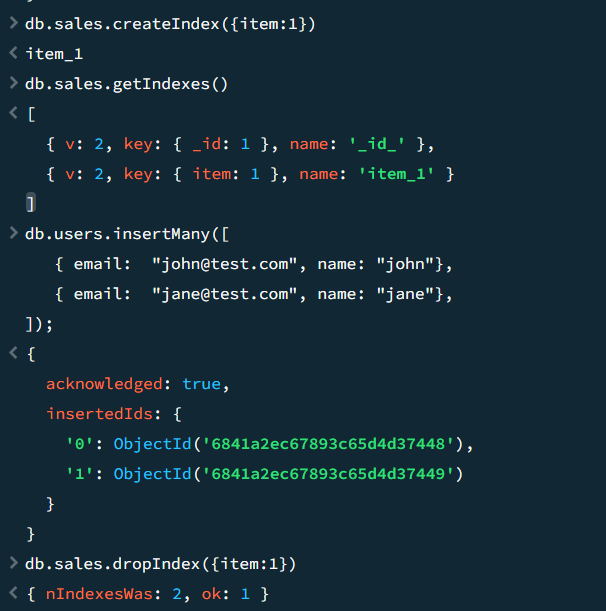 > db.sales.createIndex({item:1})
< item_1
> db.sales.getIndexes()
< [
    { v: 2, key: { _id: 1 }, name: '_id_' },
    { v: 2, key: { item: 1 }, name: 'item_1' }
  ]
> db.users.insertMany([
     { email:  "john@test.com", name: "john"},
     { email:  "jane@test.com", name: "jane"},
  ]);
< {
    acknowledged: true,
    insertedIds: {
      '0': ObjectId('6841a2ec67893c65d4d37448'),
      '1': ObjectId('6841a2ec67893c65d4d37449')
    }
  }
> db.sales.dropIndex({item:1})
< { nIndexesWas: 2, ok: 1 }